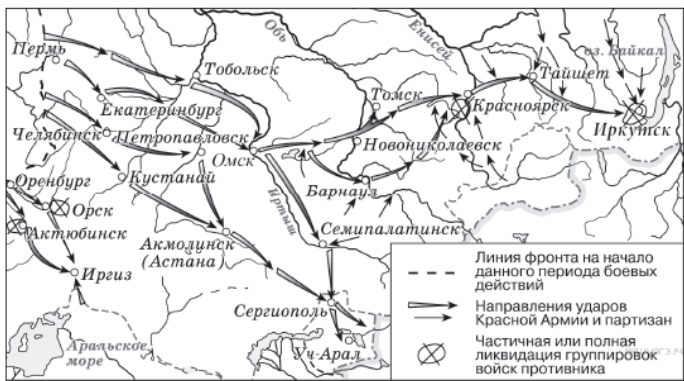 Пермь
Обь
Енисей
оз. Байкал
Тобольск
Тайшет
Томск
Екатеринбург
Красноярск
Иркутск
Челябинск
Петропавловск
Омск
Новониколаевск
Оренбург
Кустанай
Барнаул
Иртыш
Орск
Актюбинск
Акмолинск
(Астана)
Семипалатинск
Иргиз
Сергиополь
Уч-Арал
Аральское
море
Линия фронта на начало
данного периода боевых
действий
Направления ударов
Красной Армии и партизан
Частичная или полная
ликвидация группировок
войск противника